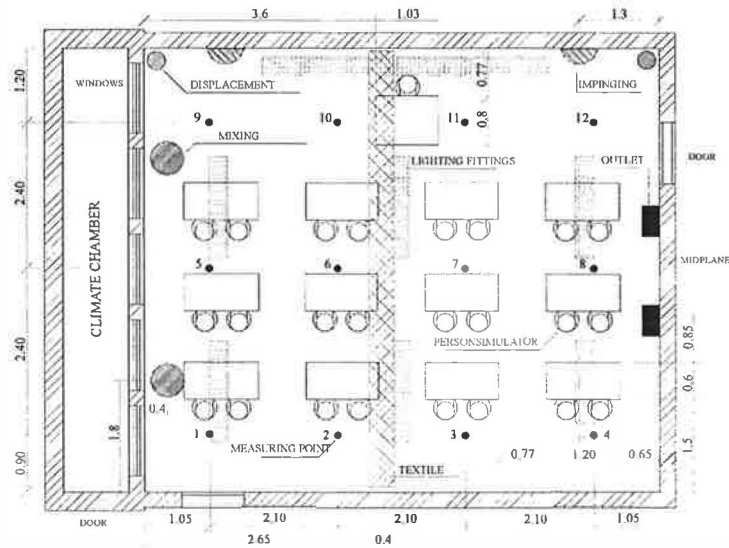 3.6 1.03 1.3
1.20
WINDOWS
DISPLACEMENT
0.77
IMPINGING
9 10 11 12
0.8
MIXING
LIGHTING FITTINGS
OUTLET
DOOR
2.40
CLIMATE CHAMBER
5 6 7 8
MIDPLANE
PERSONSIMULATOR
0.85
2.40
0.6
0.4
1.8
1 2 3 4
MEASURING POINT
0.77 1.20 0.65
1.5
0.90
TEXTILE
DOOR
1.05 2.10 2.10 2.10 1.05
2.65 0.4